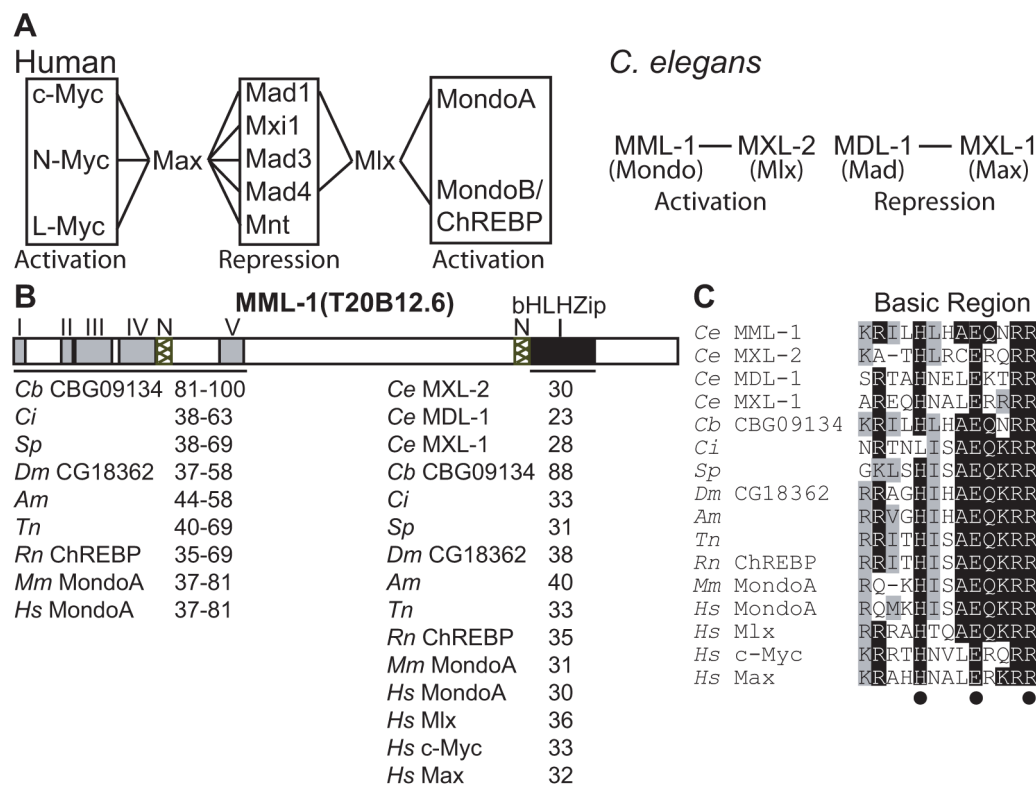 A
Human
c-Myc
N-Myc
L-Myc
Activation
Max
Mad1
Mxi1
Mad3
Mad4
Mnt
Repression
Mlx
MondoA
MondoB/
ChREBP
Activation
C. elegans
MML-1 MXL-2 MDL-1 MXL-1
(Mondo) (Mlx) (Mad) (Max)
Activation Repression
B
MML-1(T20B12.6)
I II III IV N V N bHLHZip
Cb CBG09134 81-100
Ci 38-63
Sp 38-69
Dm CG18362 37-58
Am 44-58
Tn 40-69
Rn ChREBP 35-69
Mm MondoA 37-81
Hs MondoA 37-81
Ce MXL-2 30
Ce MDL-1 23
Ce MXL-1 28
Cb CBG09134 88
Ci 33
Sp 31
Dm CG18362 38
Am 40
Tn 33
Rn ChREBP 35
Mm MondoA 31
Hs MondoA 30
Hs Mlx 36
Hs c-Myc 33
Hs Max 32
C
Basic Region
Ce MML-1 KRILHLHAEQNRR
Ce MXL-2 KA-THLRCERQRR
Ce MDL-1 SRTAHNELEKTRR
Ce MXL-1 AREQHNALERRRR
Cb CBG09134 KRILHLHAEQNRR
Ci NRTNLISAEQKRR
Sp GKLSHISAEQKRR
Dm CG18362 RRAGHIHAEQKRR
Am RRVGHIHAEQKRR
Tn RRITHISAEQKRR
Rn ChREBP RRITHISAEQKRR
Mm MondoA RQ-KHISAEQKRR
Hs MondoA RQMKHISAEQKRR
Hs Mlx RRRAHTQAEQKRR
Hs c-Myc KRRTHNVLERQRR
Hs Max KRAHHNALERKRR